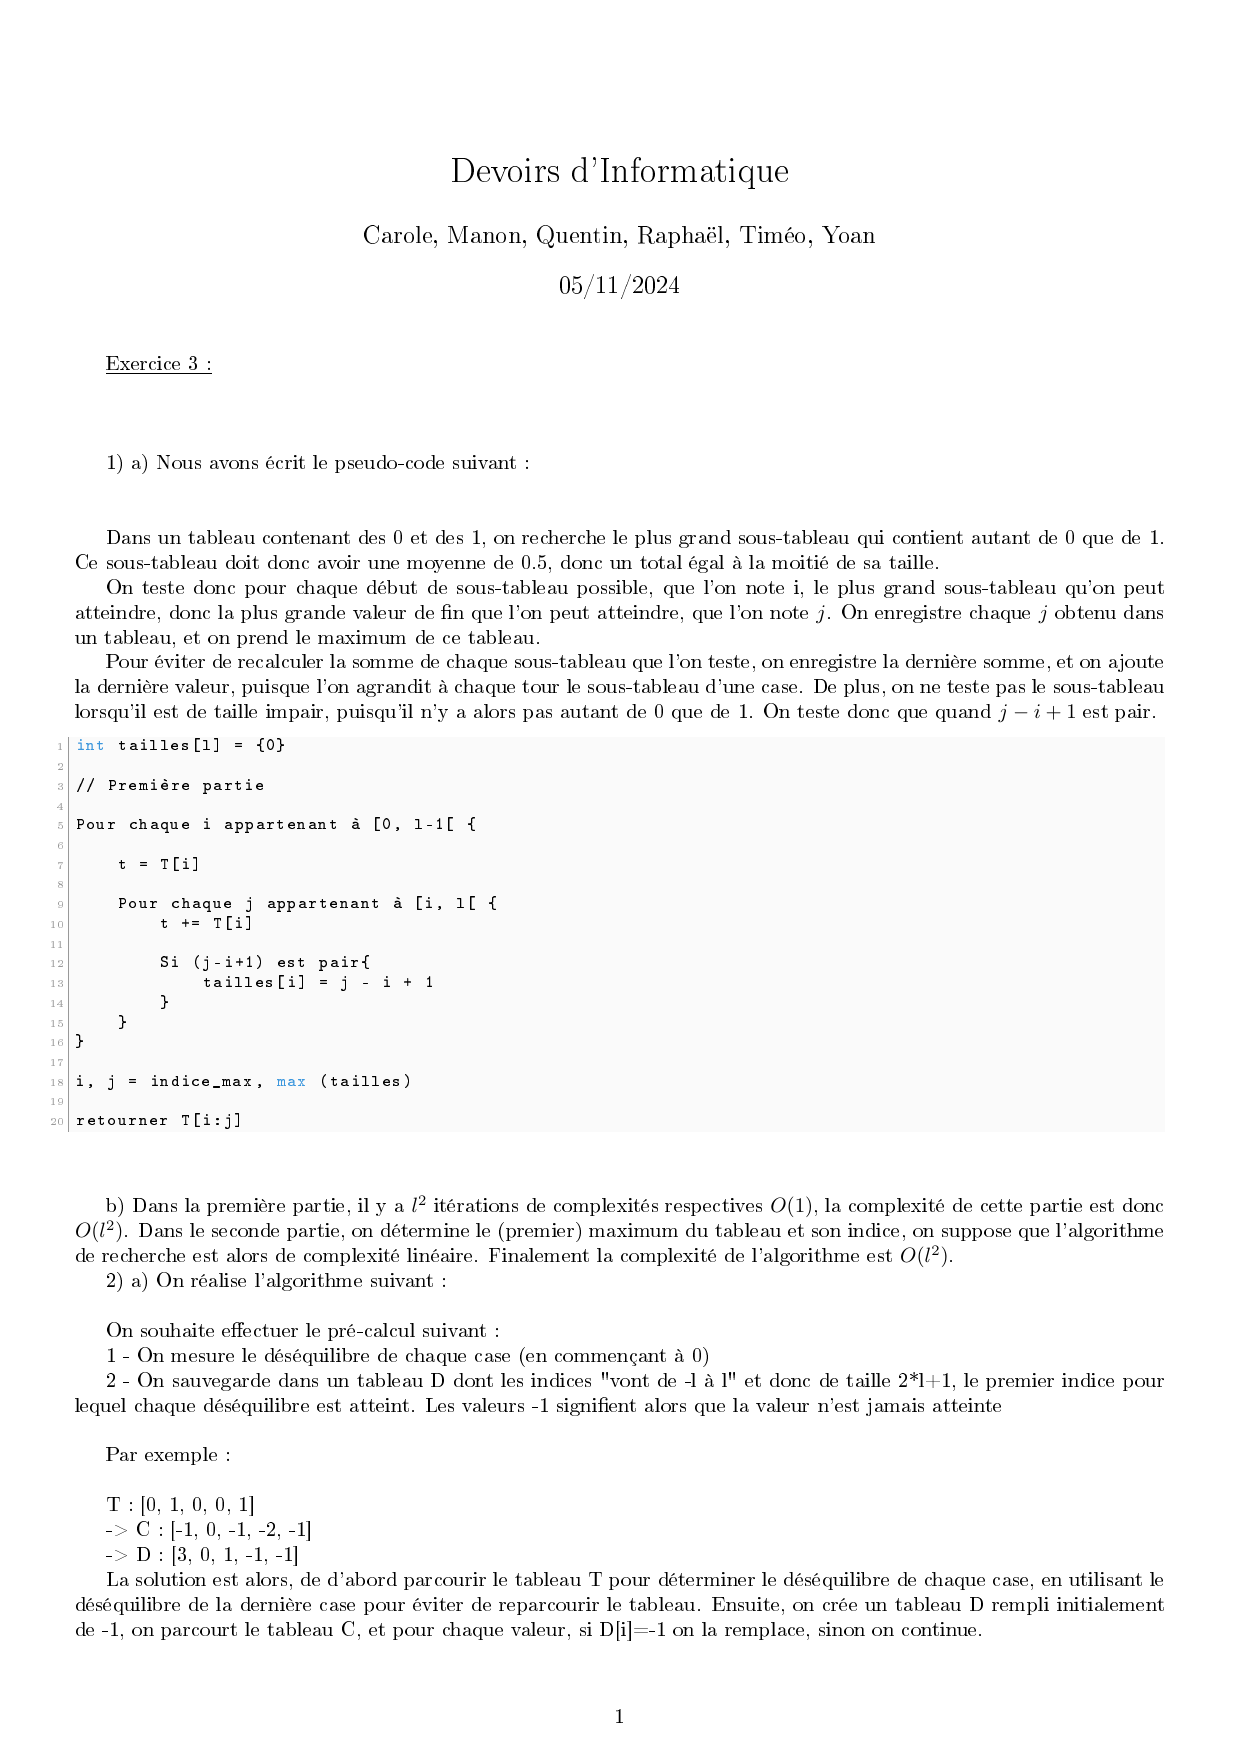 Devoirs d'Informatique
Carole, Manon, Quentin, Raphaël, Timéo, Yoan
05/11/2024
Exercice 3 :
1) a) Nous avons écrit le pseudo-code suivant :
Dans un tableau contenant des 0 et des 1, on recherche le plus grand sous-tableau qui contient autant de 0 que de 1.
Ce sous-tableau doit donc avoir une moyenne de 0.5, donc un total égal à la moitié de sa taille.
On teste donc pour chaque début de sous-tableau possible, que l'on note i, le plus grand sous-tableau qu'on peut
atteindre, donc la plus grande valeur de fin que l'on peut atteindre, que l'on note j. On enregistre chaque j obtenu dans
un tableau, et on prend le maximum de ce tableau.
Pour éviter de recalculer la somme de chaque sous-tableau que l'on teste, on enregistre la dernière somme, et on ajoute
la dernière valeur, puisque l'on agrandit à chaque tour le sous-tableau d'une case. De plus, on ne teste pas le sous-tableau
lorsqu'il est de taille impair, puisqu'il n'y a alors pas autant de 0 que de 1. On teste donc que quand j − i + 1 est pair.
1 int tailles[l] = {0}
2
3 // Première partie
4
5 Pour chaque i appartenant à [0, l-1[ {
6
7 t = T[i]
8
9 Pour chaque j appartenant à [i, l[ {
10 t += T[i]
11
12 Si (j-i+1) est pair{
13 tailles[i] = j - i + 1
14 }
15 }
16 }
17
18 i, j = indice_max, max (tailles)
19
20 retourner T[i:j]
b) Dans la première partie, il y a l² itérations de complexités respectives O(1), la complexité de cette partie est donc
O(l²). Dans le seconde partie, on détermine le (premier) maximum du tableau et son indice, on suppose que l'algorithme
de recherche est alors de complexité linéaire. Finalement la complexité de l'algorithme est O(l²).
2) a) On réalise l'algorithme suivant :
On souhaite effectuer le pré-calcul suivant :
1 - On mesure le déséquilibre de chaque case (en commençant à 0)
2 - On sauvegarde dans un tableau D dont les indices "vont de -l à l" et donc de taille 2*l+1, le premier indice pour
lequel chaque déséquilibre est atteint. Les valeurs -1 signifient alors que la valeur n'est jamais atteinte
Par exemple :
T : [0, 1, 0, 0, 1]
-> C : [-1, 0, -1, -2, -1]
-> D : [3, 0, 1, -1, -1]
La solution est alors, de d'abord parcourir le tableau T pour déterminer le déséquilibre de chaque case, en utilisant le
déséquilibre de la dernière case pour éviter de reparcourir le tableau. Ensuite, on crée un tableau D rempli initialement
de -1, on parcourt le tableau C, et pour chaque valeur, si D[i]=-1 on la remplace, sinon on continue.
1